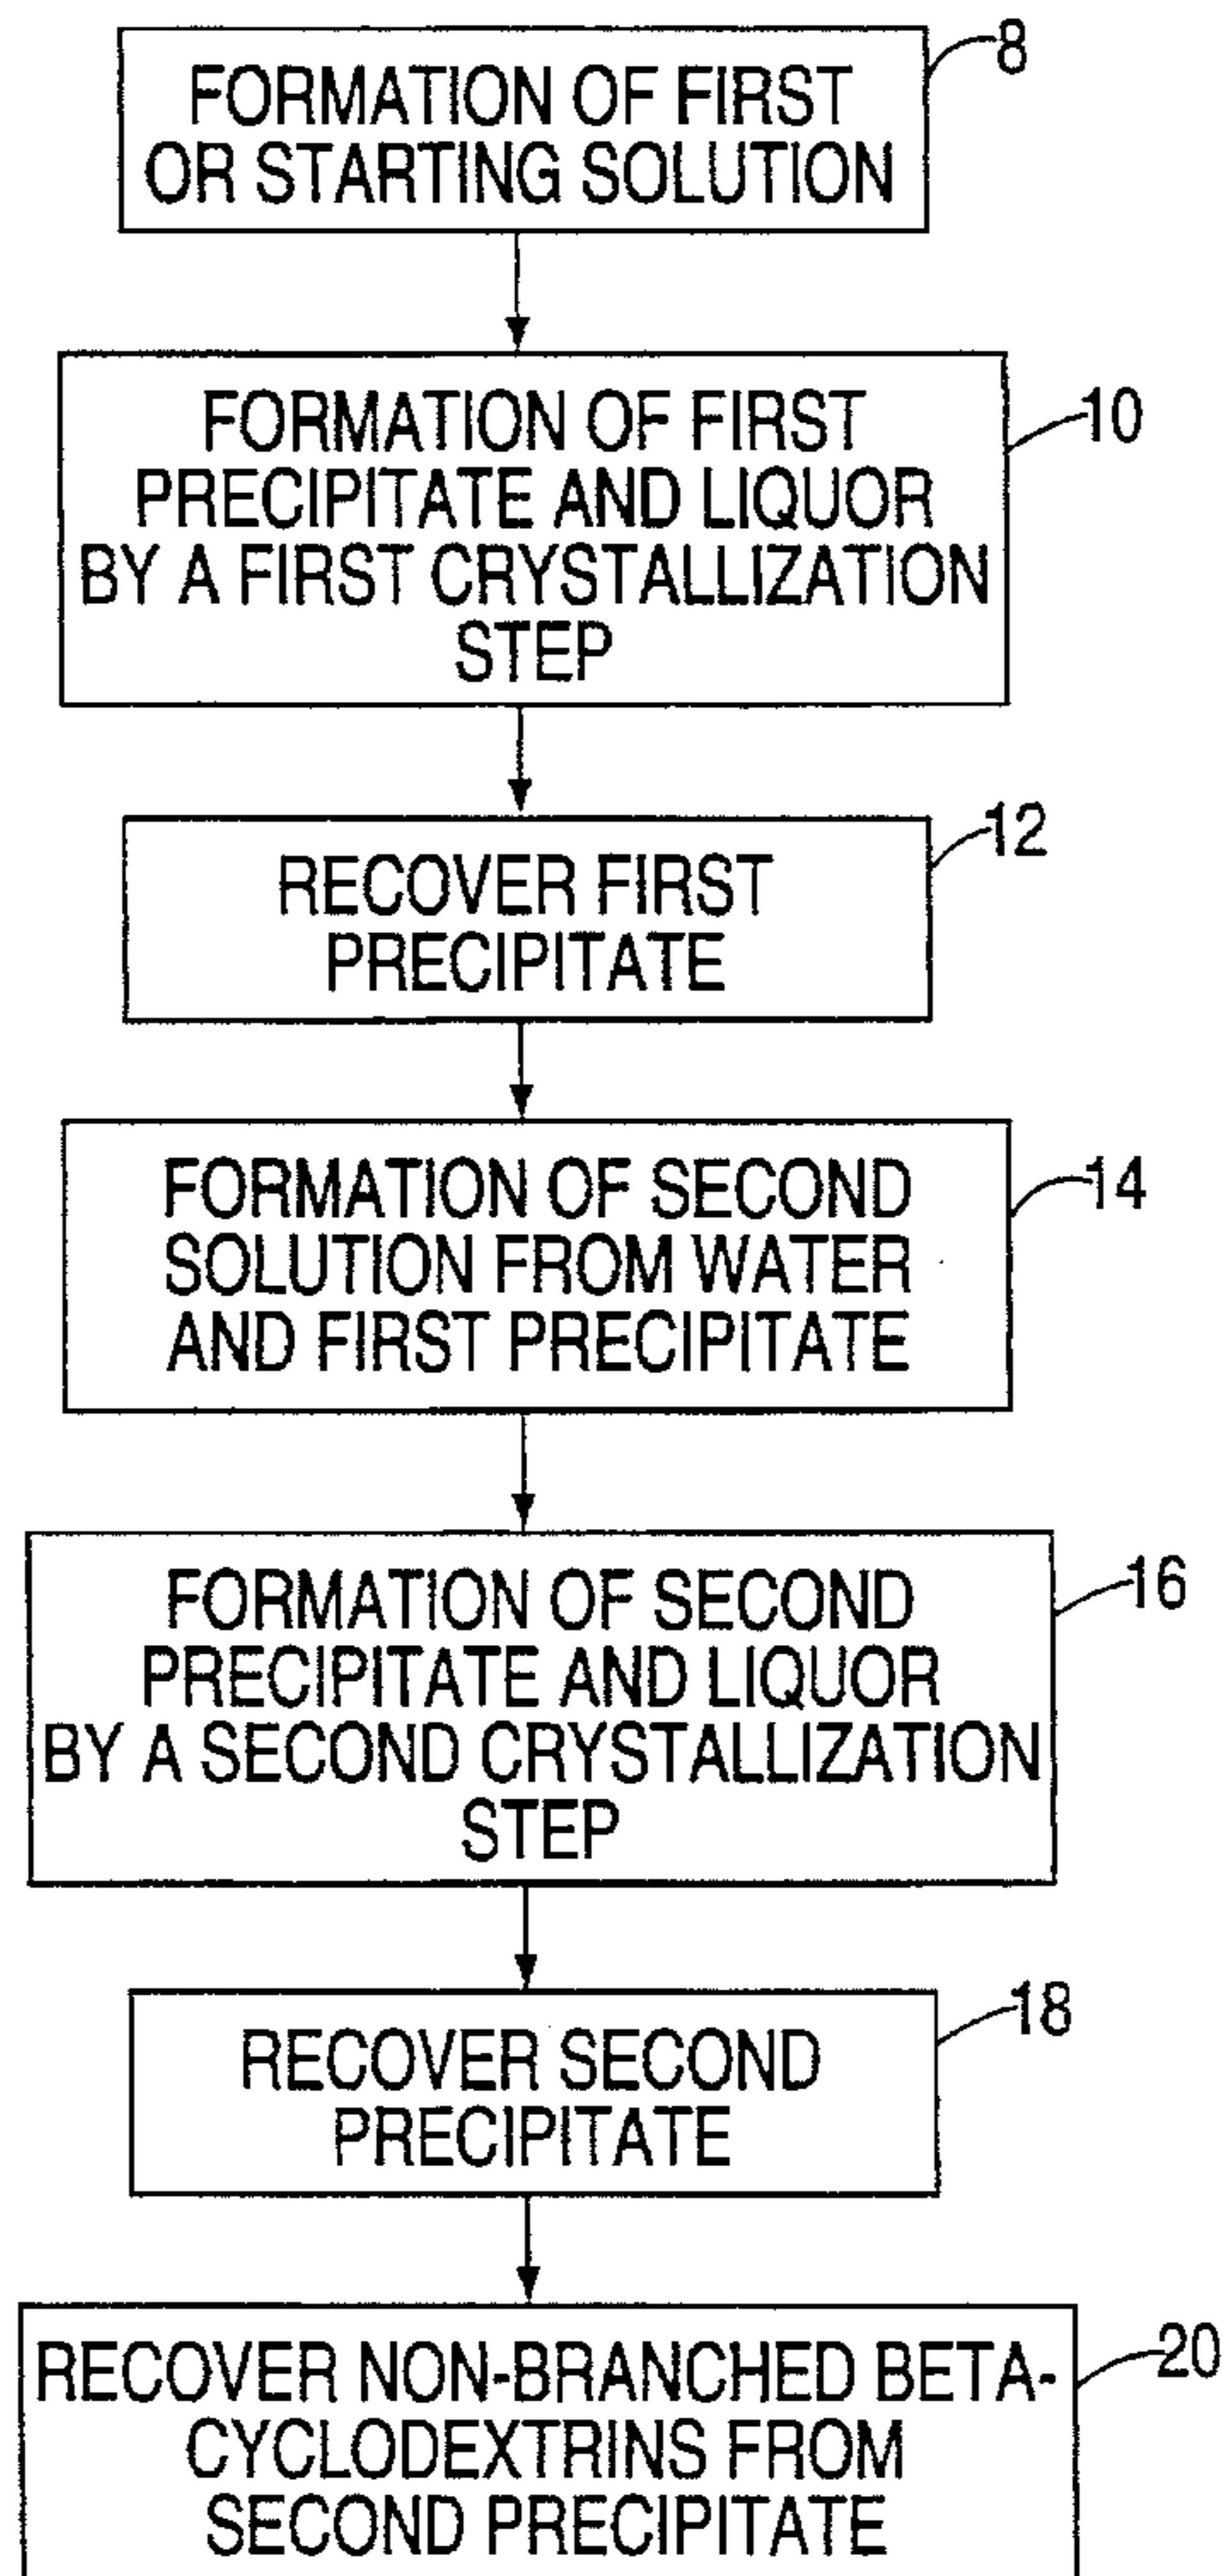 8
FORMATION OF FIRST
OR STARTING SOLUTION
10
FORMATION OF FIRST
PRECIPITATE AND LIQUOR
BY A FIRST CRYSTALLIZATION
STEP
12
RECOVER FIRST
PRECIPITATE
14
FORMATION OF SECOND
SOLUTION FROM WATER
AND FIRST PRECIPITATE
16
FORMATION OF SECOND
PRECIPITATE AND LIQUOR
BY A SECOND CRYSTALLIZATION
STEP
18
RECOVER SECOND
PRECIPITATE
20
RECOVER NON-BRANCHED BETA-
CYCLODEXTRINS FROM
SECOND PRECIPITATE